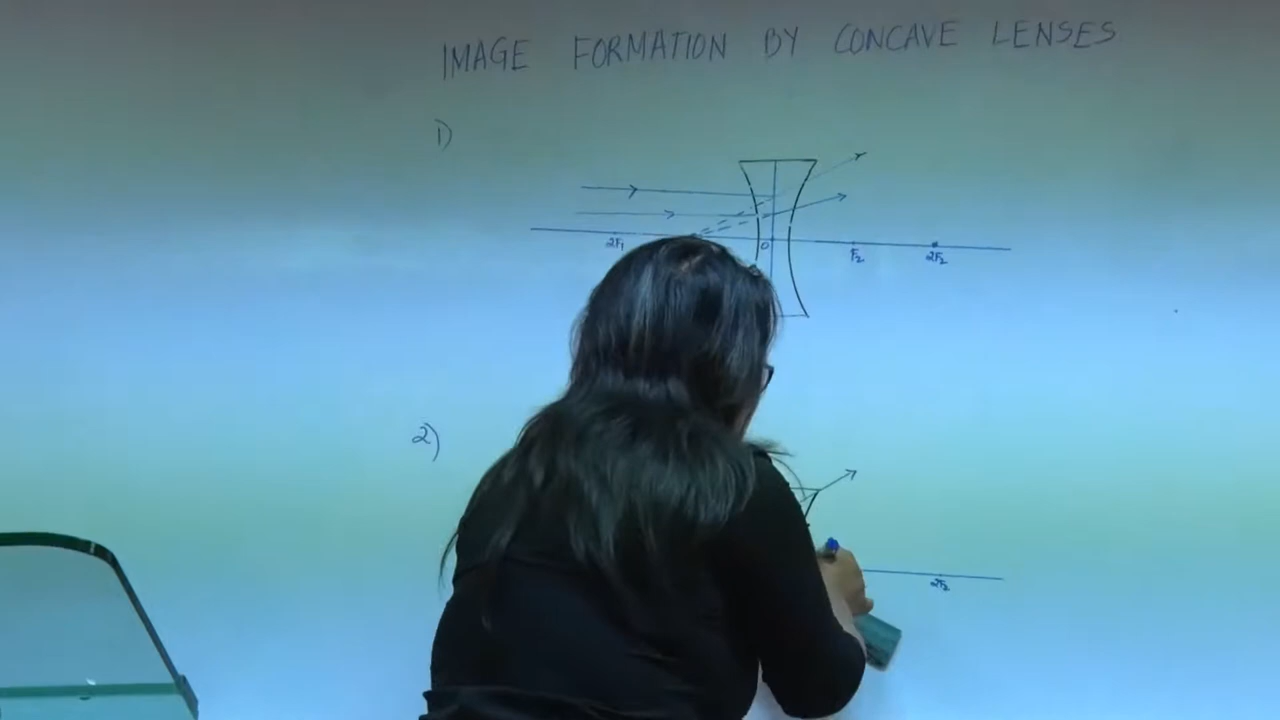 IMAGE FORMATION BY CONCAVE LENSES
1)
2F₁ O F₂ 2F₂
2)
2F₂